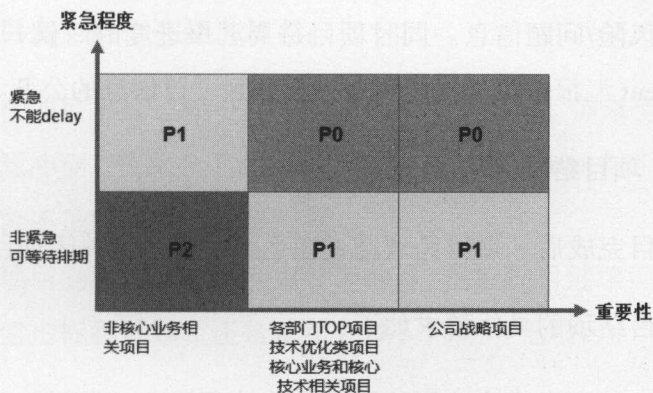 紧急程度
紧急
不能delay
P1
P0
P0
非紧急
可等待排期
P2
P1
P1
重要性
非核心业务相
关项目
各部门TOP项目
技术优化类项目
核心业务和核心
技术相关项目
公司战略项目